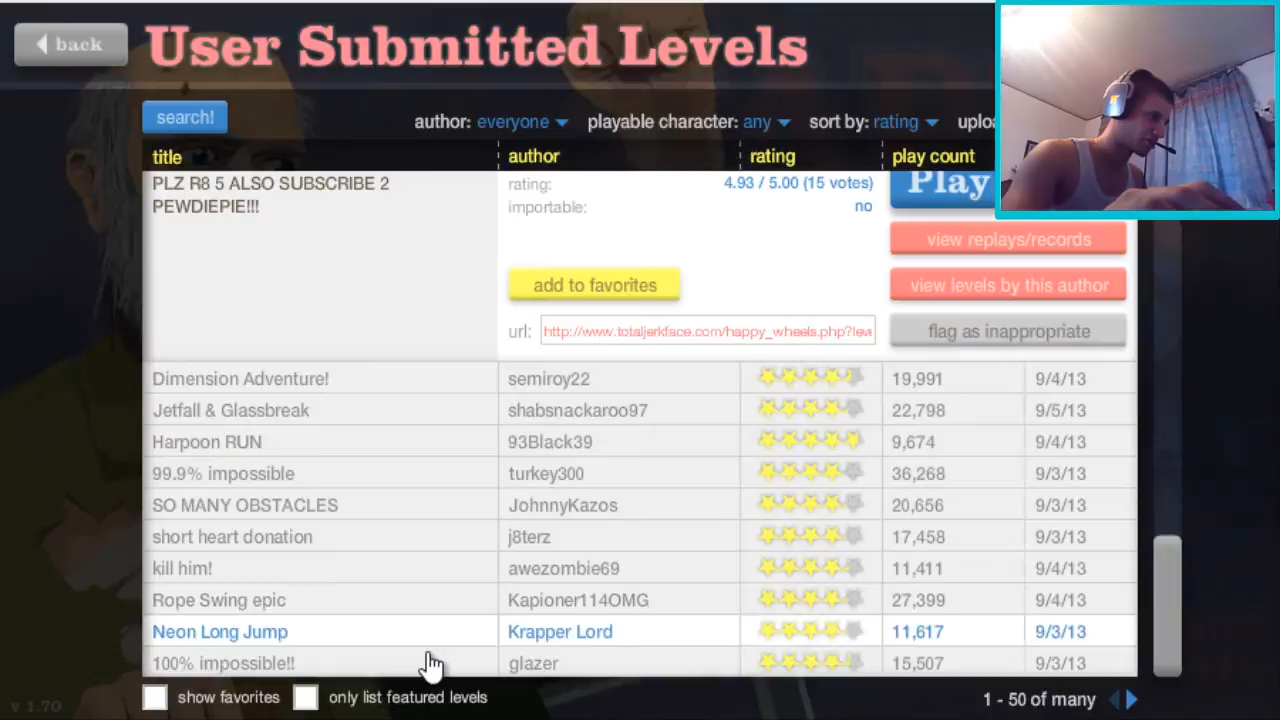 back
User Submitted Levels
search!
author: everyone playable character: any sort by: rating uplo
title author rating play count
PLZ R8 5 ALSO SUBSCRIBE 2
PEWDIEPIE!!!
rating: 4.93 / 5.00 (15 votes)
importable: no
Play
view replays/records
add to favorites
view levels by this author
url: http://www.totaljerkface.com/happy_wheels.php?lev
flag as inappropriate
Dimension Adventure! semiroy22 19,991 9/4/13
Jetfall & Glassbreak shabsnackaroo97 22,798 9/5/13
Harpoon RUN 93Black39 9,674 9/4/13
99.9% impossible turkey300 36,268 9/3/13
SO MANY OBSTACLES JohnnyKazos 20,656 9/3/13
short heart donation j8terz 17,458 9/3/13
kill him! awezombie69 11,411 9/4/13
Rope Swing epic Kapioner114OMG 27,399 9/4/13
Neon Long Jump Krapper Lord 11,617 9/3/13
100% impossible!! glazer 15,507 9/3/13
show favorites only list featured levels 1 - 50 of many
v 1.70